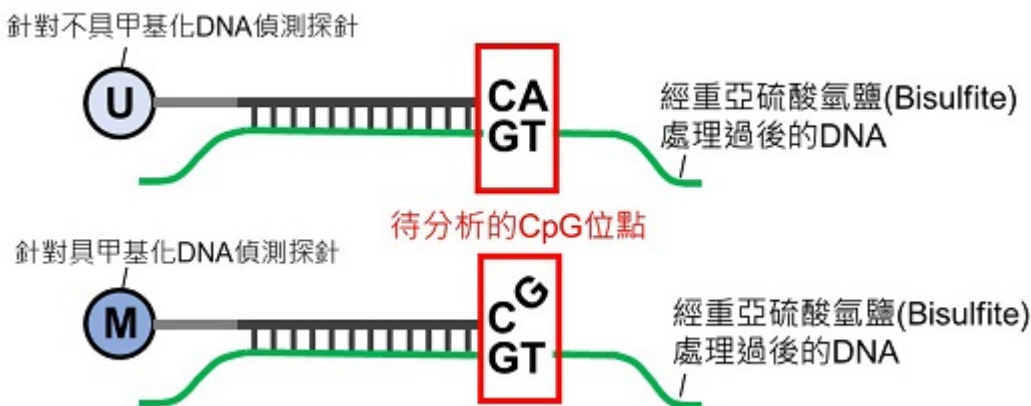 針對不具甲基化DNA偵測探針
U
CA
GT
經重亞硫酸氫鹽(Bisulfite)
處理過後的DNA
待分析的CpG位點
針對具甲基化DNA偵測探針
M
CG
GT
經重亞硫酸氫鹽(Bisulfite)
處理過後的DNA